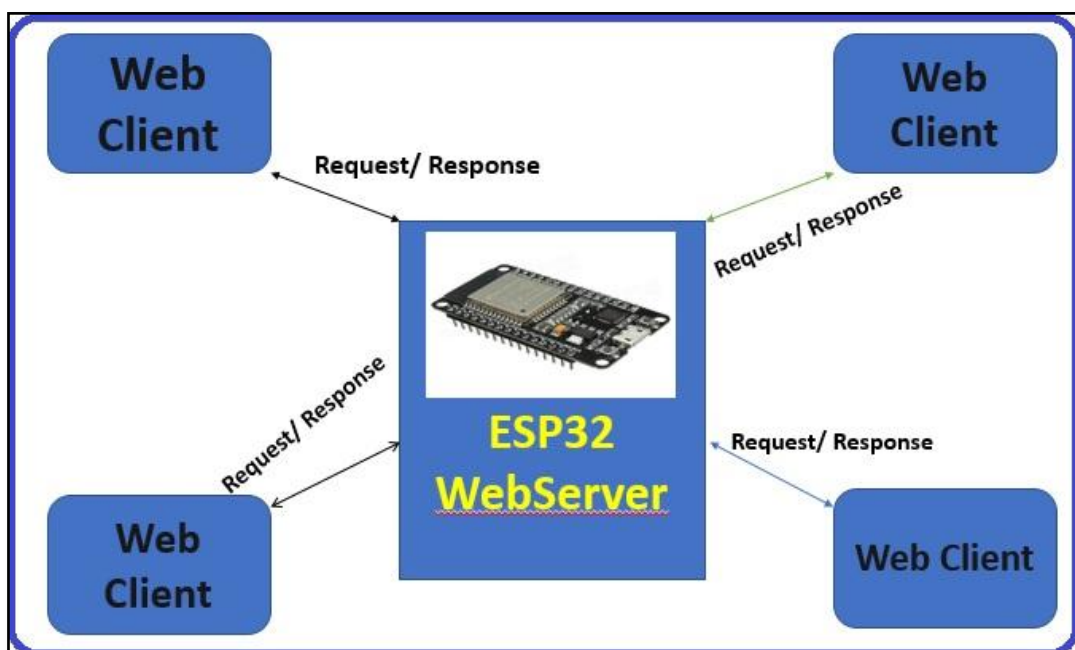 Web
Client
Web
Client
Request/ Response
Request/ Response
ESP32
WebServer
Request/ Response
Request/ Response
Web
Client
Web Client